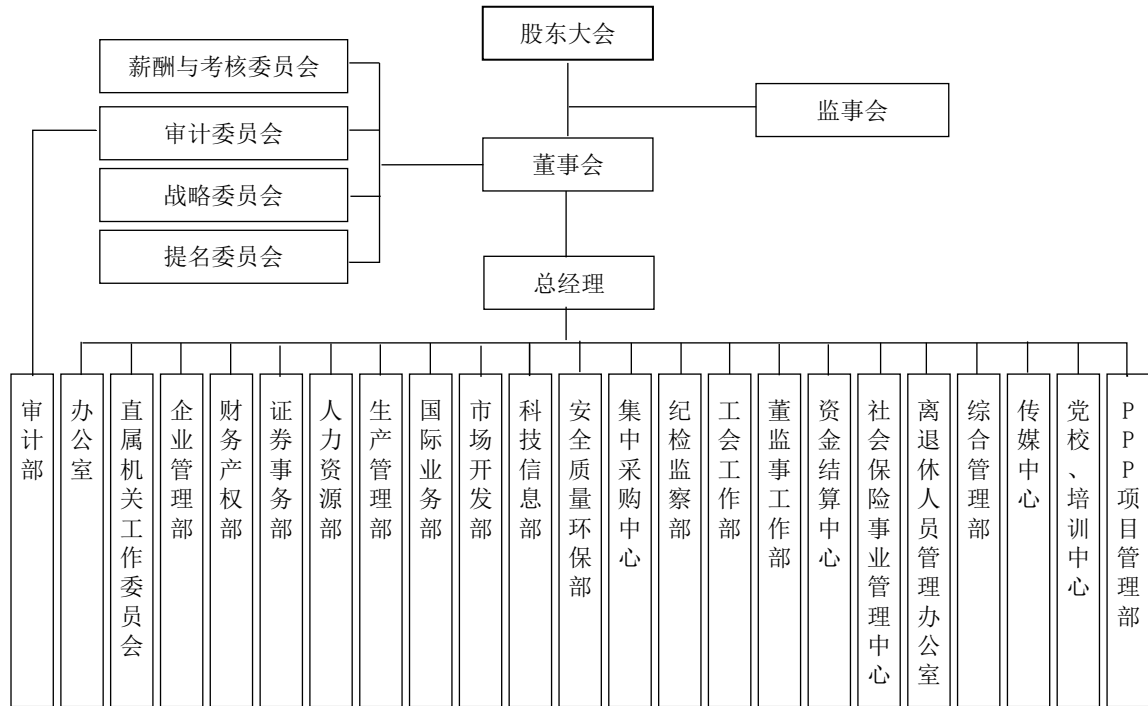 股东大会
薪酬与考核委员会
监事会
审计委员会
董事会
战略委员会
提名委员会
总经理
审计部
办公室
直属机关工作委员会
企业管理部
财务产权部
证券事务部
人力资源部
生产管理部
国际业务部
市场开发部
科技信息部
安全质量环保部
集中采购中心
纪检监察部
工会工作部
董监事工作部
资金结算中心
社会保险事业管理中心
离退休人员管理办公室
综合管理部
传媒中心
党校、培训中心
PPP项目管理部